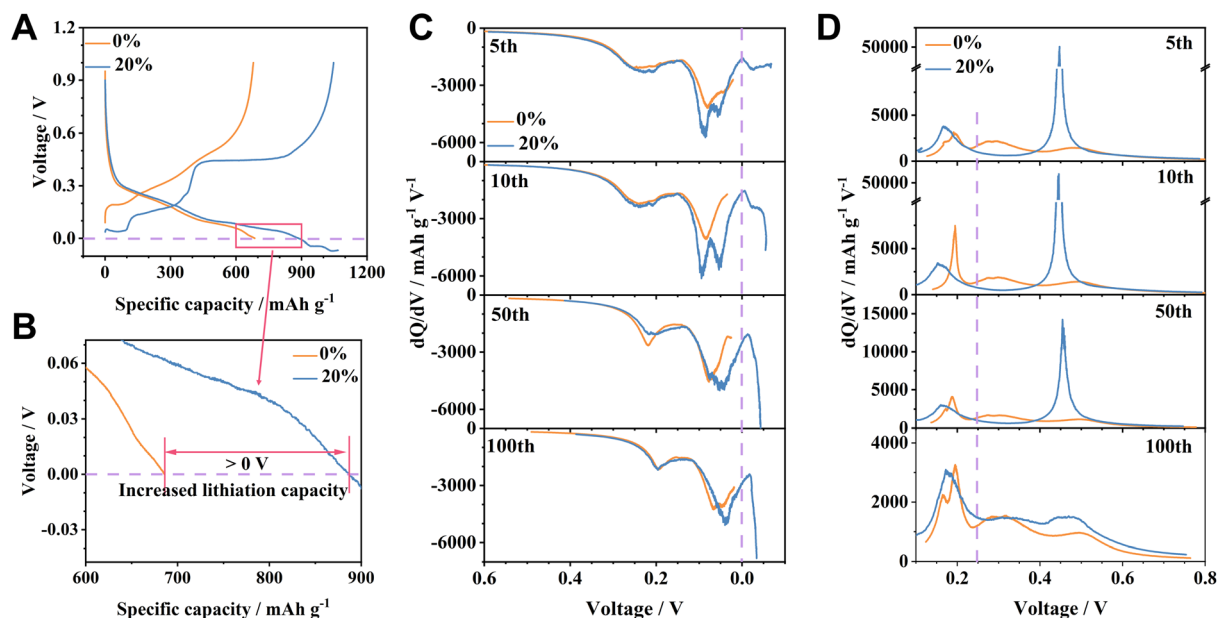 A
1.2
0.9
0.6
0.3
0.0
Voltage / V
0%
20%
0 300 600 900 1200
Specific capacity / mAh g⁻¹
B
0.06
0.03
0.00
-0.03
Voltage / V
0%
20%
> 0 V
Increased lithiation capacity
600 700 800 900
Specific capacity / mAh g⁻¹
C
dQ/dV / mAh g⁻¹ V⁻¹
0
-3000
-6000
5th
0%
20%
0
-3000
-6000
10th
0
-3000
-6000
50th
0
-3000
-6000
100th
0.6 0.4 0.2 0.0
Voltage / V
D
dQ/dV / mAh g⁻¹ V⁻¹
50000
5000
0
0%
20%
5th
50000
5000
0
10th
15000
10000
5000
0
50th
4000
2000
0
100th
0.2 0.4 0.6 0.8
Voltage / V